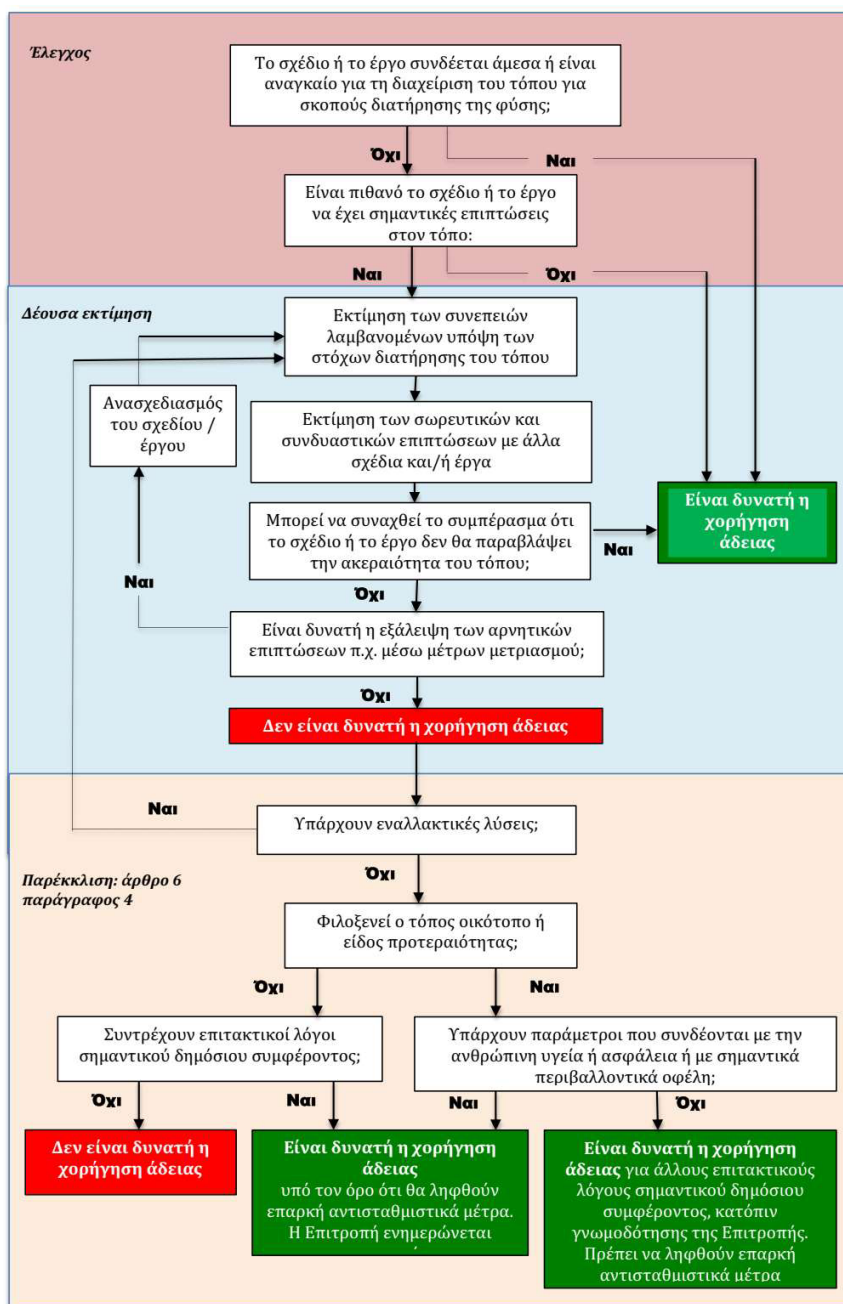 Έλεγχος
Το σχέδιο ή το έργο συνδέεται άμεσα ή είναι
αναγκαίο για τη διαχείριση του τόπου για
σκοπούς διατήρησης της φύσης;
Όχι
Ναι
Είναι πιθανό το σχέδιο ή το έργο
να έχει σημαντικές επιπτώσεις
στον τόπο:
Ναι
Όχι
Δέουσα εκτίμηση
Εκτίμηση των συνεπειών
λαμβανομένων υπόψη των
στόχων διατήρησης του τόπου
Ανασχεδιασμός
του σχεδίου /
έργου
Εκτίμηση των σωρευτικών και
συνδυαστικών επιπτώσεων με άλλα
σχέδια και/ή έργα
Μπορεί να συναχθεί το συμπέρασμα ότι
το σχέδιο ή το έργο δεν θα παραβλάψει
την ακεραιότητα του τόπου;
Ναι
Είναι δυνατή η
χορήγηση
άδειας
Όχι
Ναι
Είναι δυνατή η εξάλειψη των αρνητικών
επιπτώσεων π.χ. μέσω μέτρων μετριασμού;
Όχι
Δεν είναι δυνατή η χορήγηση άδειας
Ναι
Υπάρχουν εναλλακτικές λύσεις;
Όχι
Παρέκκλιση: άρθρο 6
παράγραφος 4
Φιλοξενεί ο τόπος οικότοπο ή
είδος προτεραιότητας;
Όχι
Ναι
Συντρέχουν επιτακτικοί λόγοι
σημαντικού δημόσιου συμφέροντος;
Υπάρχουν παράμετροι που συνδέονται με την
ανθρώπινη υγεία ή ασφάλεια ή με σημαντικά
περιβαλλοντικά οφέλη;
Όχι
Ναι
Ναι
Όχι
Δεν είναι δυνατή η
χορήγηση άδειας
Είναι δυνατή η χορήγηση
άδειας
υπό τον όρο ότι θα ληφθούν
επαρκή αντισταθμιστικά μέτρα.
Η Επιτροπή ενημερώνεται
Είναι δυνατή η χορήγηση
άδειας για άλλους επιτακτικούς
λόγους σημαντικού δημόσιου
συμφέροντος, κατόπιν
γνωμοδότησης της Επιτροπής.
Πρέπει να ληφθούν επαρκή
αντισταθμιστικά μέτρα